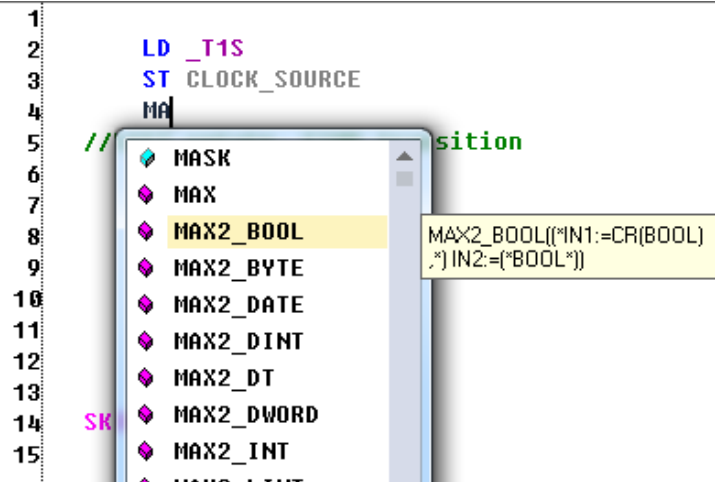 1
2 LD _T1S
3 ST CLOCK_SOURCE
4 MA
5 // sition
6 MASK
7 MAX
8 MAX2_BOOL MAX2_BOOL((*IN1:=CR(BOOL)
,*) IN2:=(*BOOL*))
9 MAX2_BYTE
10 MAX2_DATE
11 MAX2_DINT
12 MAX2_DT
13
14 SK MAX2_DWORD
15 MAX2_INT